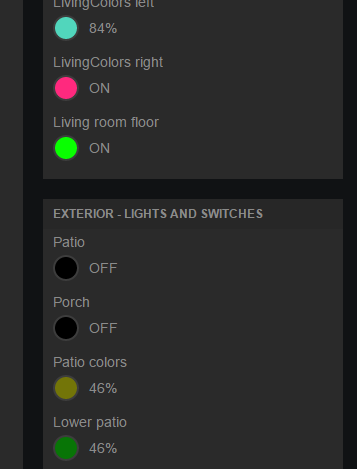 LivingColors left
84%
LivingColors right
ON
Living room floor
ON
EXTERIOR - LIGHTS AND SWITCHES
Patio
OFF
Porch
OFF
Patio colors
46%
Lower patio
46%